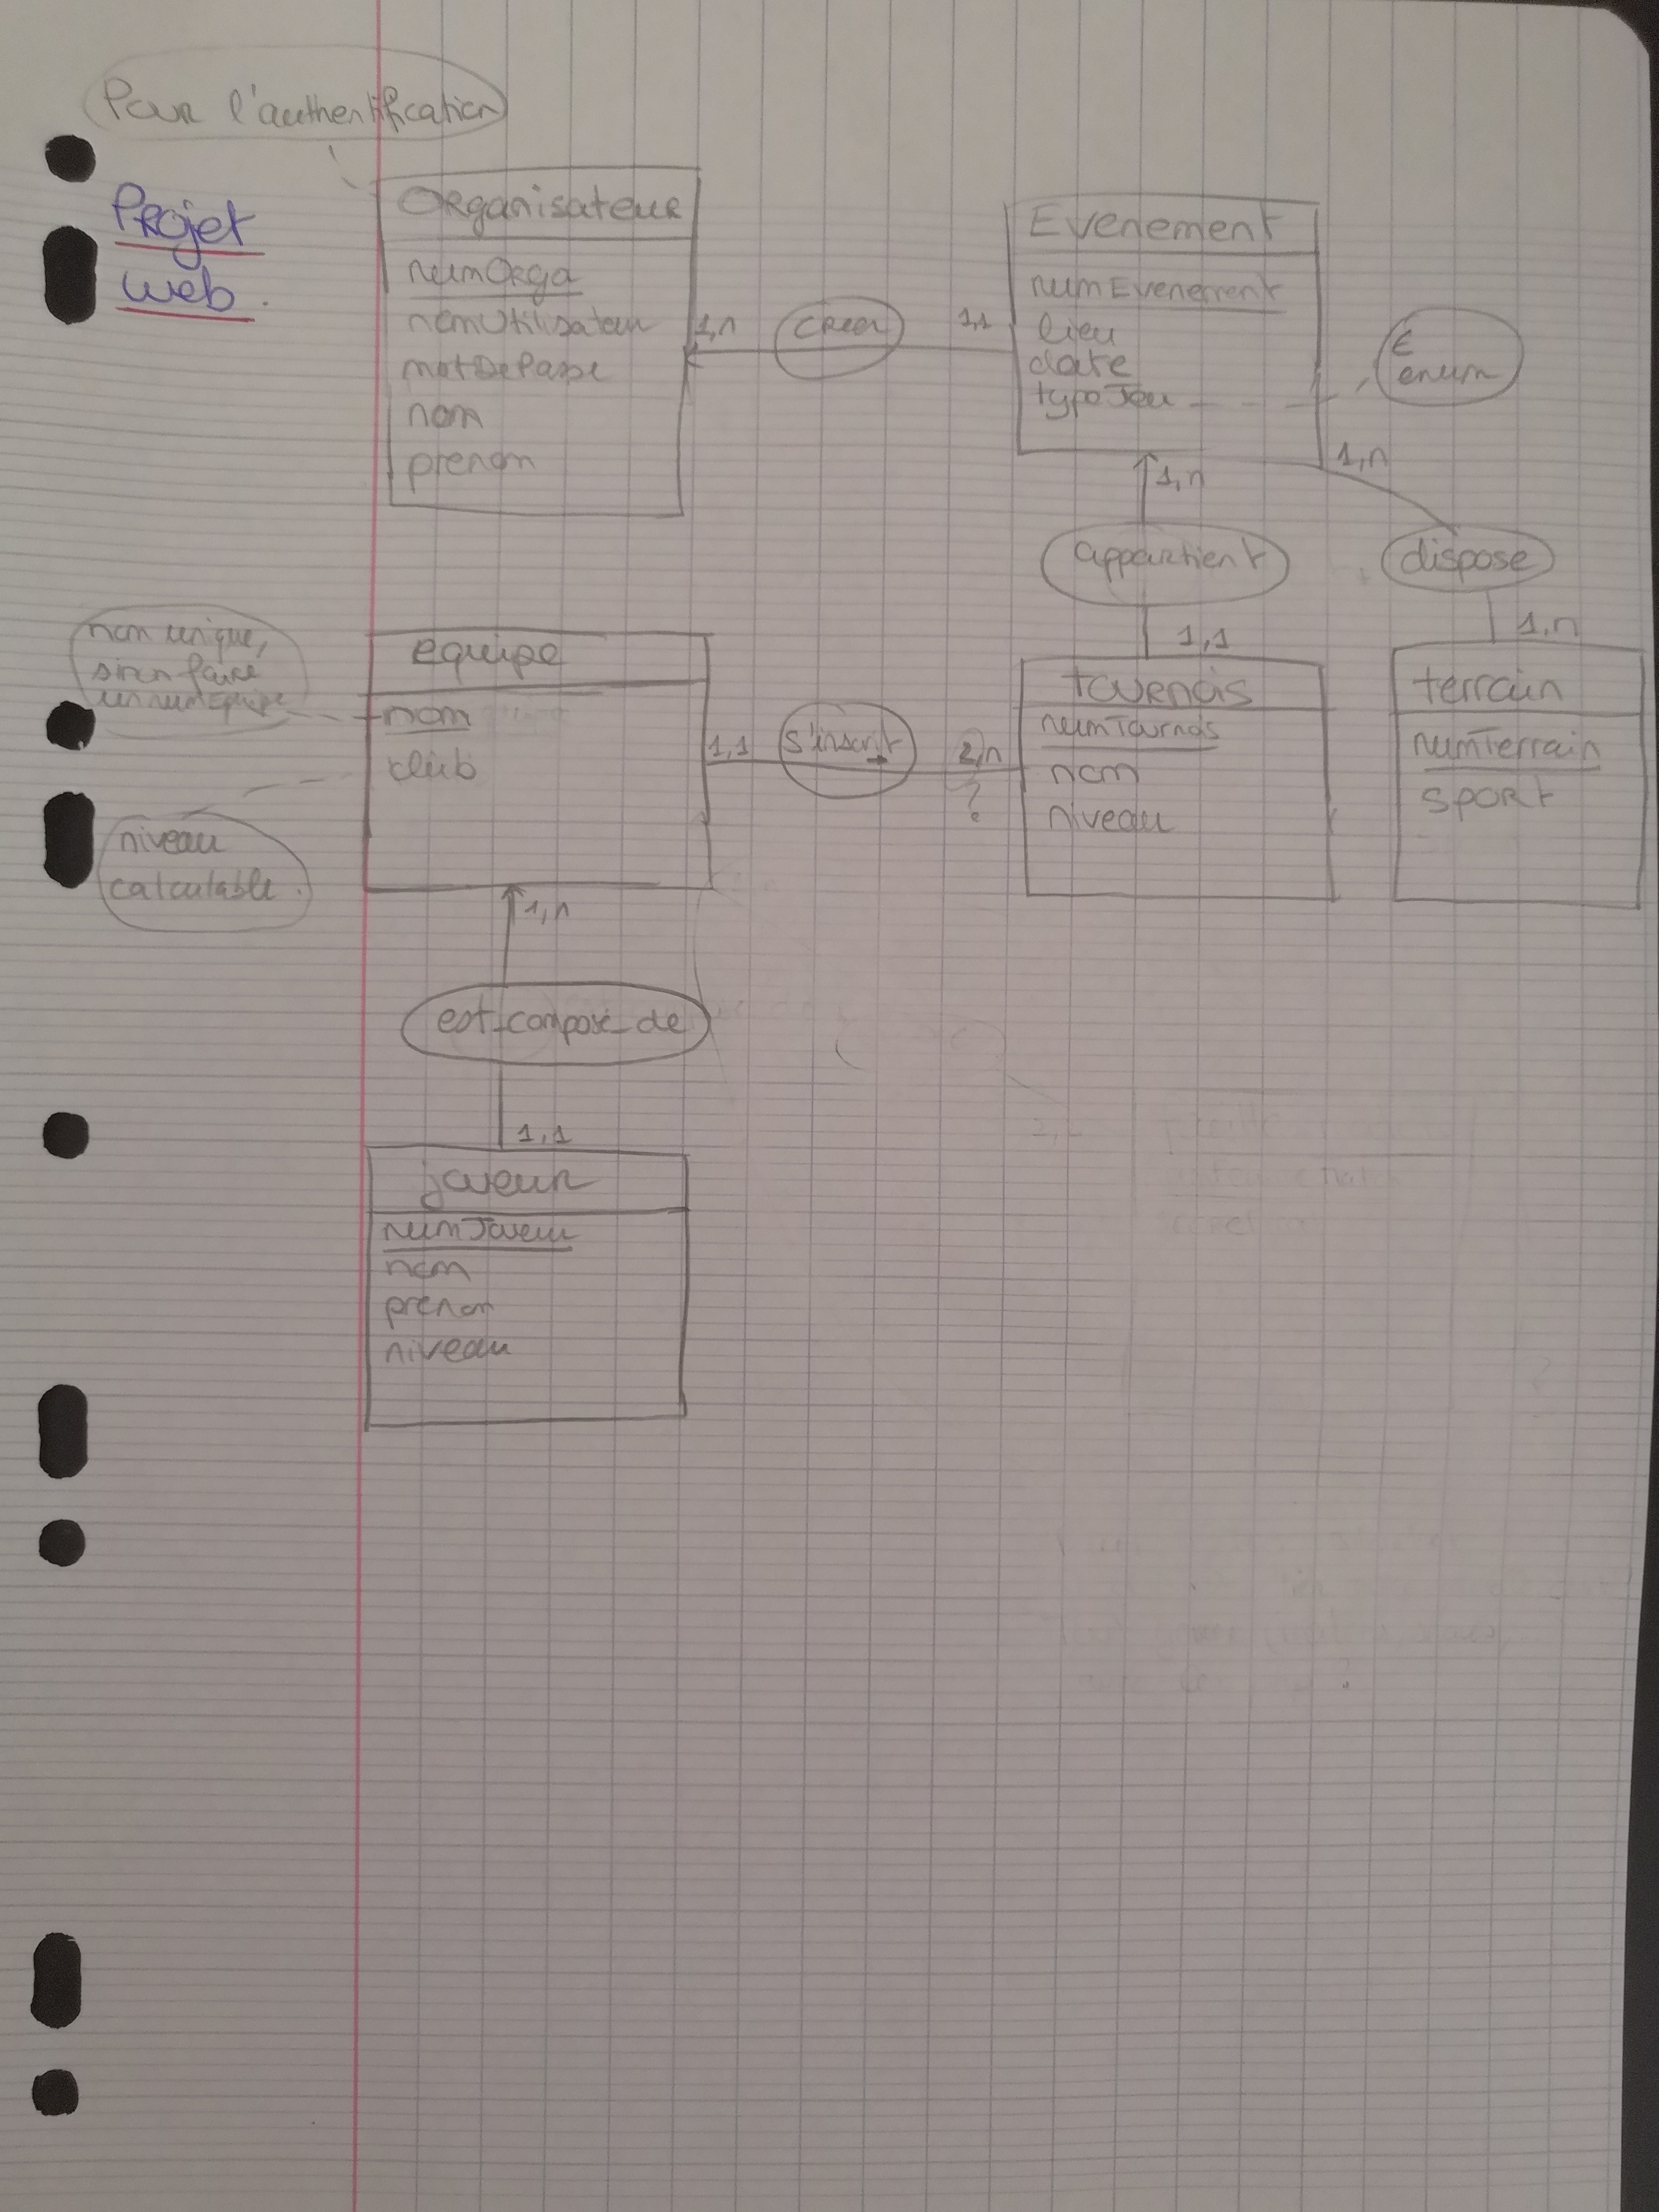 Pour l'authentification
Projet
web.
Organisateur
numOrga
nomUtilisateur
motDePasse
nom
prenom
1,n
créer
1,1
Evenement
numEvenement
lieu
date
typeJeu
E
enum
1,n
appartient
1,1
1,n
dispose
1,n
nom unique,
sinon faire
un numEquipe
equipe
nom
club
niveau
calculable.
1,1
s'inscrit
2,n
?
tournois
numTournois
nom
niveau
terrain
numTerrain
sport
1,n
est-composé-de
1,1
joueur
numJoueur
nom
prenom
niveau